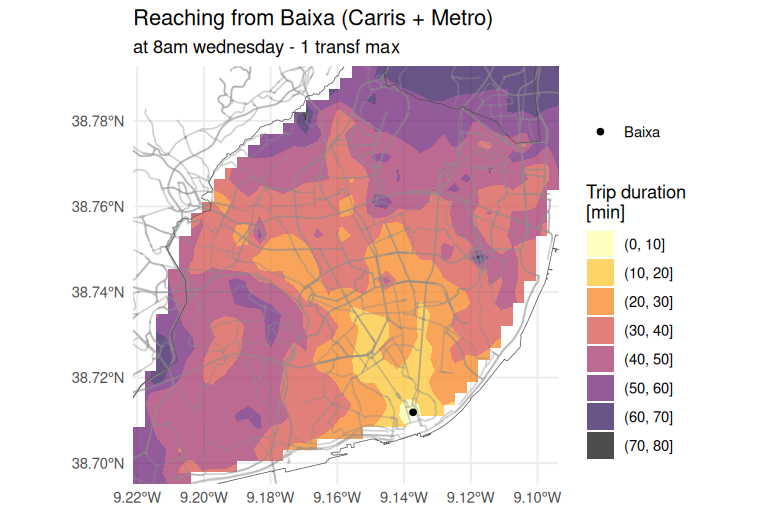 Reaching from Baixa (Carris + Metro)
at 8am wednesday - 1 transf max
38.78°N
38.76°N
38.74°N
38.72°N
38.70°N
9.22°W 9.20°W 9.18°W 9.16°W 9.14°W 9.12°W 9.10°W
Baixa
Trip duration
[min]
(0, 10]
(10, 20]
(20, 30]
(30, 40]
(40, 50]
(50, 60]
(60, 70]
(70, 80]